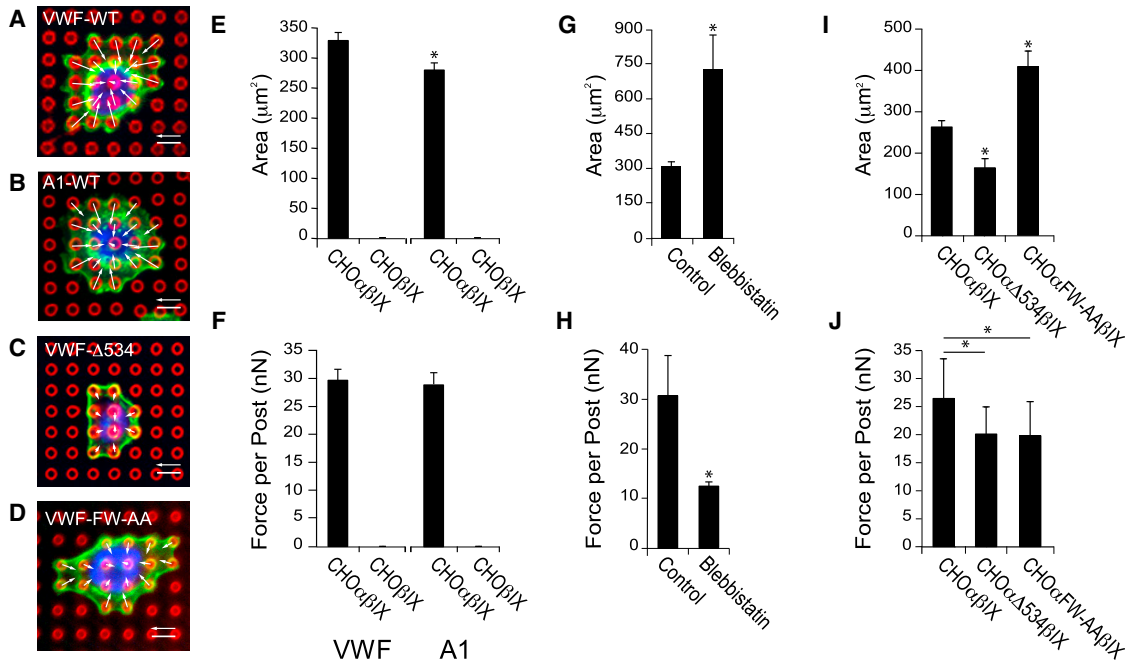 A
VWF-WT
B
A1-WT
C
VWF-Δ534
D
VWF-FW-AA
E
Area (μm²)
350
300
250
200
150
100
50
0
*
CHOαβIX
CHOβIX
CHOαβIX
CHOβIX
F
Force per Post (nN)
35
30
25
20
15
10
5
0
CHOαβIX
CHOβIX
CHOαβIX
CHOβIX
VWF
A1
G
Area (μm²)
900
750
600
450
300
150
0
*
Control
Blebbistatin
H
Force per Post (nN)
40
30
20
10
0
*
Control
Blebbistatin
I
Area (μm²)
500
400
300
200
100
0
*
*
CHOαβIX
CHOαΔ534βIX
CHOαFW-AAβIX
J
Force per Post (nN)
35
30
25
20
15
10
5
0
*
*
CHOαβIX
CHOαΔ534βIX
CHOαFW-AAβIX